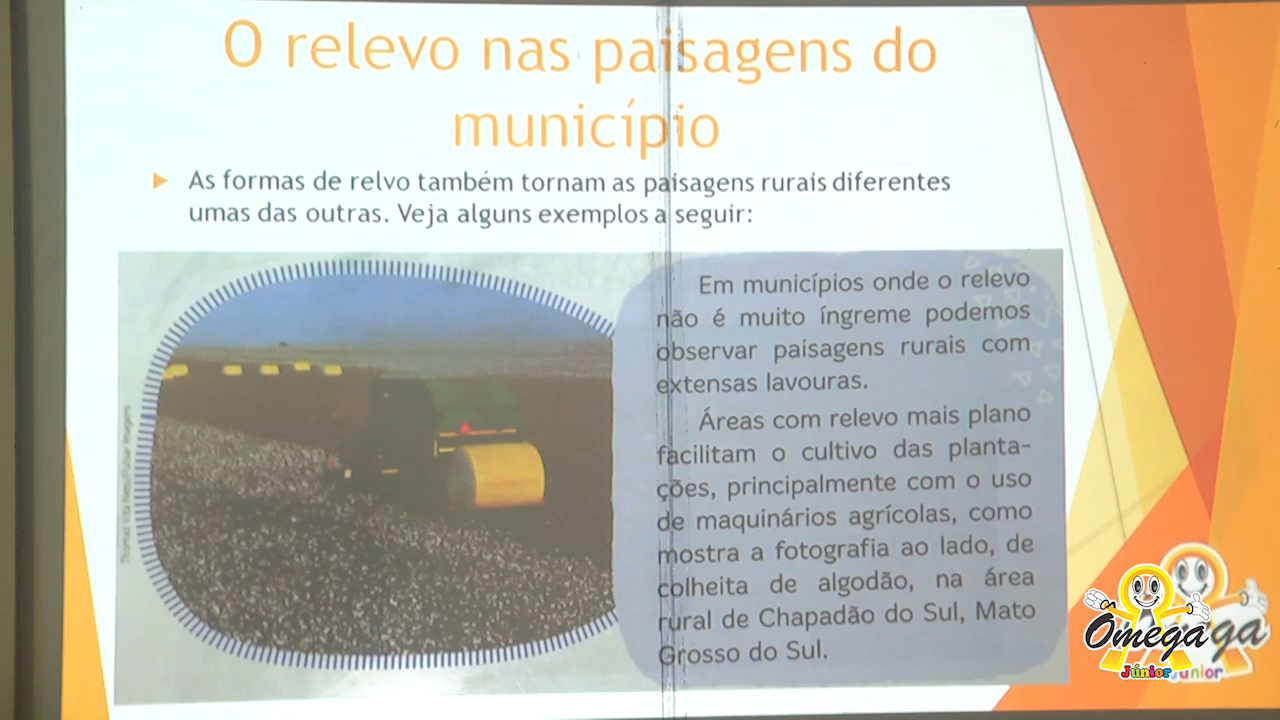 O relevo nas paisagens do
município
As formas de relvo também tornam as paisagens rurais diferentes
umas das outras. Veja alguns exemplos a seguir:
Em municípios onde o relevo
não é muito íngreme podemos
observar paisagens rurais com
extensas lavouras.
Áreas com relevo mais plano
facilitam o cultivo das planta-
ções, principalmente com o uso
de maquinários agrícolas, como
mostra a fotografia ao lado, de
colheita de algodão, na área
rural de Chapadão do Sul, Mato
Grosso do Sul.
Ômega
Júnior